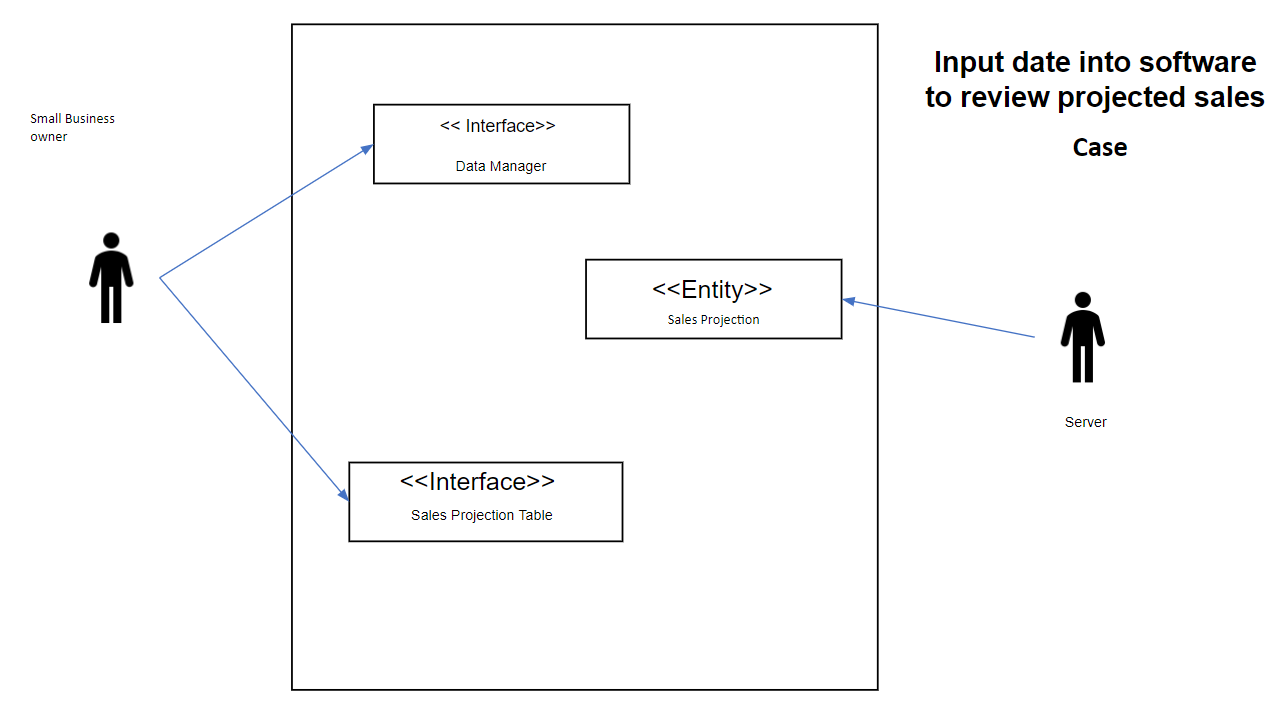 Input date into software
to review projected sales
Case
Small Business
owner
<< Interface>>
Data Manager
<<Entity>>
Sales Projection
Server
<<Interface>>
Sales Projection Table